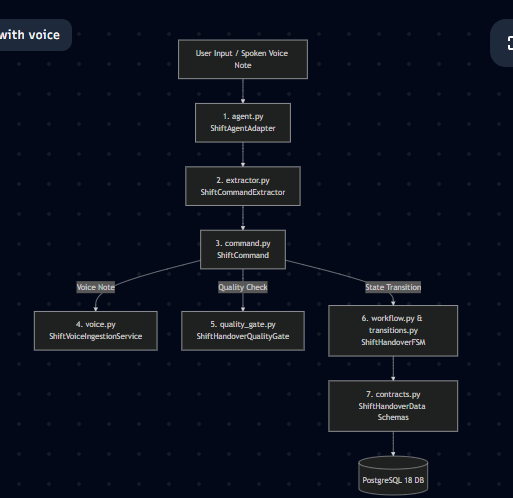 with voice
User Input / Spoken Voice
Note
1. agent.py
ShiftAgentAdapter
2. extractor.py
ShiftCommandExtractor
3. command.py
ShiftCommand
Voice Note
Quality Check
State Transition
4. voice.py
ShiftVoiceIngestionService
5. quality_gate.py
ShiftHandoverQualityGate
6. workflow.py &
transitions.py
ShiftHandoverFSM
7. contracts.py
ShiftHandoverData
Schemas
PostgreSQL 18 DB